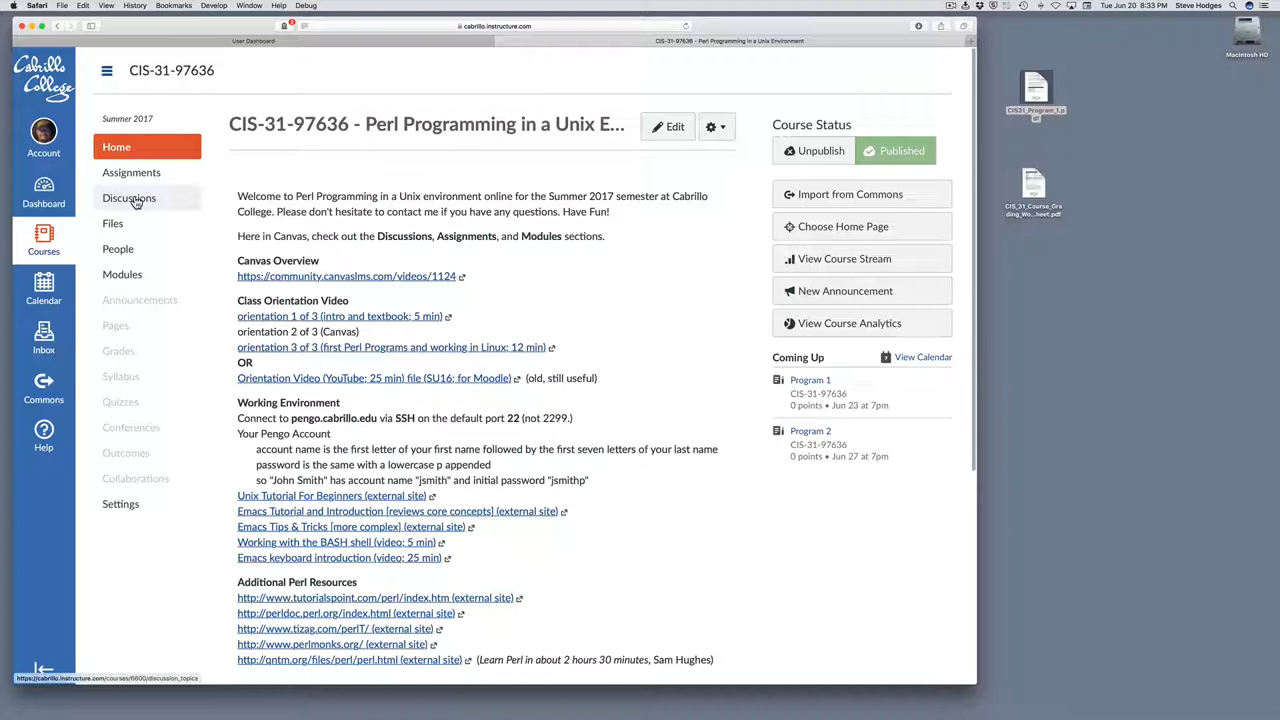 Safari File Edit View History Bookmarks Develop Window Help Debug
Tue Jun 20 8:33 PM Steve Hodges
cabrillo.instructure.com
User Dashboard
CIS-31-97636 - Perl Programming in a Unix Environment
Cabrillo College
Account
Dashboard
Courses
Calendar
Inbox
Commons
Help
CIS-31-97636
Summer 2017
Home
Assignments
Discussions
Files
People
Modules
Announcements
Pages
Grades
Syllabus
Quizzes
Conferences
Outcomes
Collaborations
Settings
CIS-31-97636 - Perl Programming in a Unix E...
Edit
Welcome to Perl Programming in a Unix environment online for the Summer 2017 semester at Cabrillo
College. Please don't hesitate to contact me if you have any questions. Have Fun!
Here in Canvas, check out the Discussions, Assignments, and Modules sections.
Canvas Overview
https://community.canvaslms.com/videos/1124
Class Orientation Video
orientation 1 of 3 (intro and textbook; 5 min)
orientation 2 of 3 (Canvas)
orientation 3 of 3 (first Perl Programs and working in Linux; 12 min)
OR
Orientation Video (YouTube; 25 min) file (SU16; for Moodle) (old, still useful)
Working Environment
Connect to pengo.cabrillo.edu via SSH on the default port 22 (not 2299.)
Your Pengo Account
account name is the first letter of your first name followed by the first seven letters of your last name
password is the same with a lowercase p appended
so "John Smith" has account name "jsmith" and initial password "jsmithp"
Unix Tutorial For Beginners (external site)
Emacs Tutorial and Introduction [reviews core concepts] (external site)
Emacs Tips & Tricks [more complex] (external site)
Working with the BASH shell (video; 5 min)
Emacs keyboard introduction (video; 25 min)
Additional Perl Resources
http://www.tutorialspoint.com/perl/index.htm (external site)
http://perldoc.perl.org/index.html (external site)
http://www.tizag.com/perlT/ (external site)
http://www.perlmonks.org/ (external site)
http://qntm.org/files/perl/perl.html (external site) (Learn Perl in about 2 hours 30 minutes, Sam Hughes)
Course Status
Unpublish Published
Import from Commons
Choose Home Page
View Course Stream
New Announcement
View Course Analytics
Coming Up View Calendar
Program 1
CIS-31-97636
0 points • Jun 23 at 7pm
Program 2
CIS-31-97636
0 points • Jun 27 at 7pm
https://cabrillo.instructure.com/courses/6600/discussion_topics
Macintosh HD
CIS31_Program_1.p
df
CIS_31_Course_Gra
ding_Wo...heet.pdf